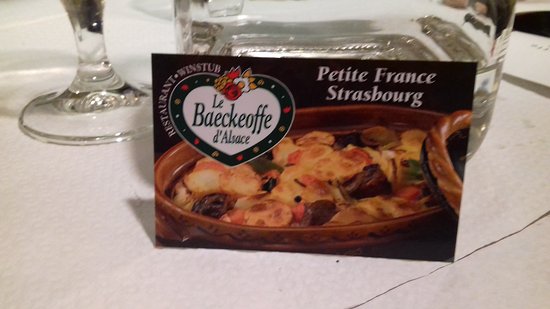 RESTAURANT • WINSTUB
Le
Baeckeoffe
d'Alsace
Petite France
Strasbourg